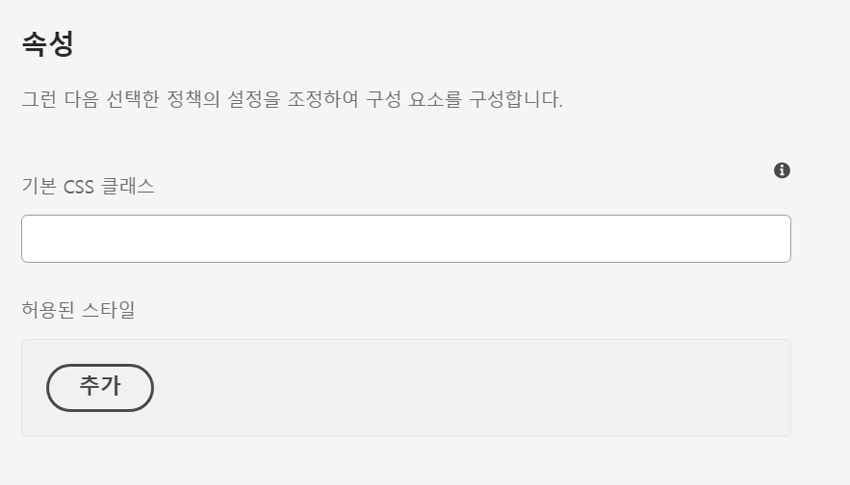 속성
그런 다음 선택한 정책의 설정을 조정하여 구성 요소를 구성합니다.
기본 CSS 클래스
허용된 스타일
추가